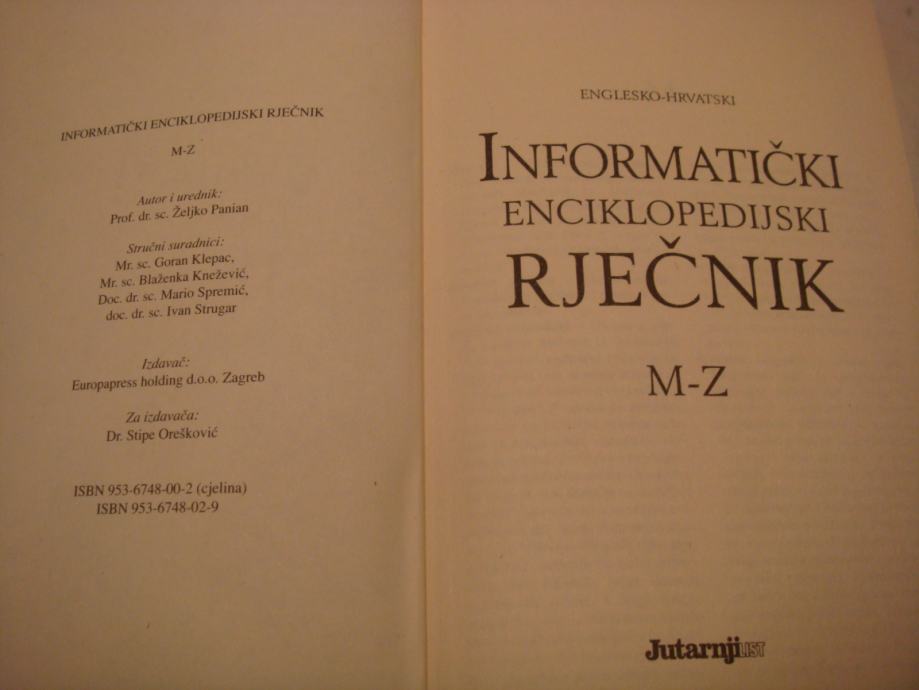 INFORMATIČKI ENCIKLOPEDIJSKI RJEČNIK
M-Z
Autor i urednik:
Prof. dr. sc. Željko Panian
Stručni suradnici:
Mr. sc. Goran Klepac,
Mr. sc. Blaženka Knežević,
Doc. dr. sc. Mario Spremić,
doc. dr. sc. Ivan Strugar
Izdavač:
Europapress holding d.o.o. Zagreb
Za izdavača:
Dr. Stipe Orešković
ISBN 953-6748-00-2 (cjelina)
ISBN 953-6748-02-9
ENGLESKO-HRVATSKI
INFORMATIČKI
ENCIKLOPEDIJSKI
RJEČNIK
M-Z
Jutarnji LIST